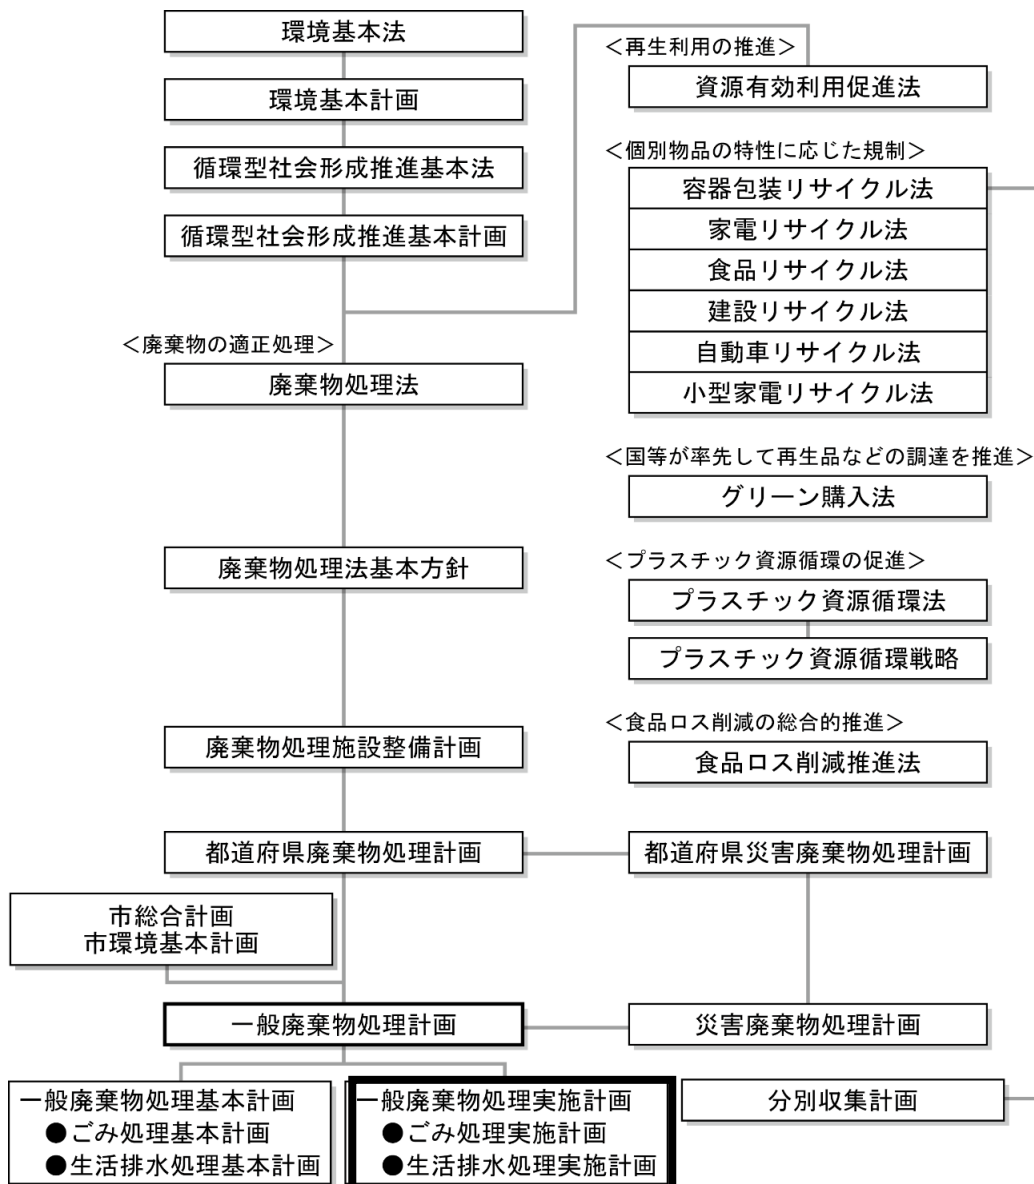 環境基本法
環境基本計画
循環型社会形成推進基本法
循環型社会形成推進基本計画
＜廃棄物の適正処理＞
廃棄物処理法
廃棄物処理法基本方針
廃棄物処理施設整備計画
都道府県廃棄物処理計画
市総合計画
市環境基本計画
一般廃棄物処理計画
一般廃棄物処理基本計画
●ごみ処理基本計画
●生活排水処理基本計画
一般廃棄物処理実施計画
●ごみ処理実施計画
●生活排水処理実施計画
＜再生利用の推進＞
資源有効利用促進法
＜個別物品の特性に応じた規制＞
容器包装リサイクル法
家電リサイクル法
食品リサイクル法
建設リサイクル法
自動車リサイクル法
小型家電リサイクル法
＜国等が率先して再生品などの調達を推進＞
グリーン購入法
＜プラスチック資源循環の促進＞
プラスチック資源循環法
プラスチック資源循環戦略
＜食品ロス削減の総合的推進＞
食品ロス削減推進法
都道府県災害廃棄物処理計画
災害廃棄物処理計画
分別収集計画